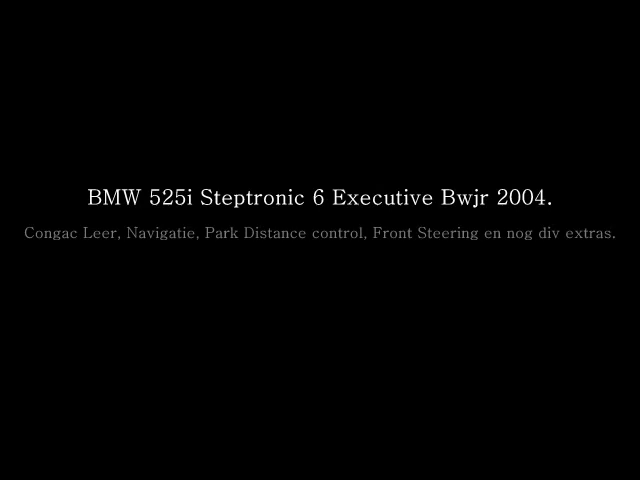 BMW 525i Steptronic 6 Executive Bwjr 2004.
Congac Leer, Navigatie, Park Distance control, Front Steering en nog div extras.